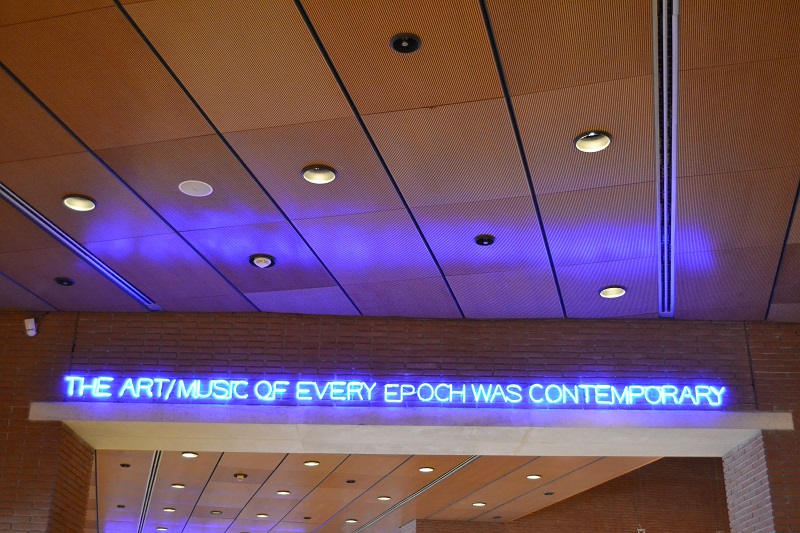 THE ART/MUSIC OF EVERY EPOCH WAS CONTEMPORARY